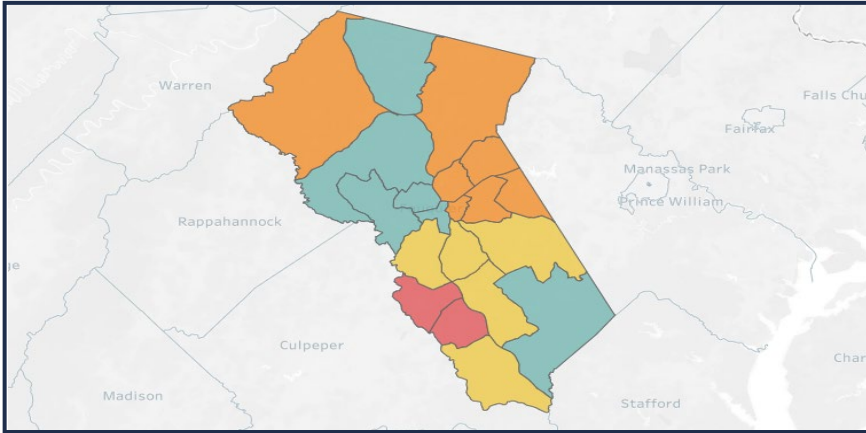 Warren
Falls Chu
Fairfax
Manassas Park
Prince William
Rappahannock
ge
Culpeper
Char
Madison
Stafford